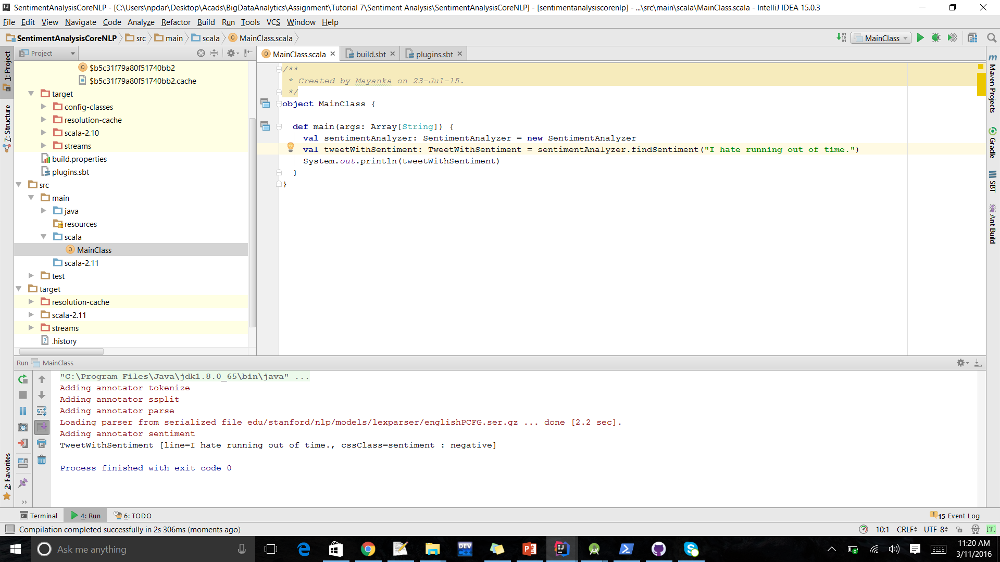 SentimentAnalysisCoreNLP - [C:\Users\npdar\Desktop\Acads\BigDataAnalytics\Assignment\Tutorial 7\Sentiment Analysis\SentimentAnalysisCoreNLP] - [sentimentanalysiscorenlp] - ...\src\main\scala\MainClass.scala - IntelliJ IDEA 15.0.3
File Edit View Navigate Code Analyze Refactor Build Run Tools VCS Window Help
SentimentAnalysisCoreNLP src main scala MainClass.scala MainClass
Project
MainClass.scala build.sbt plugins.sbt
1: Project
7: Structure
2: Favorites
$b5c31f79a80f51740bb2
$b5c31f79a80f51740bb2.cache
target
config-classes
resolution-cache
scala-2.10
streams
build.properties
plugins.sbt
src
main
java
resources
scala
MainClass
scala-2.11
test
target
resolution-cache
scala-2.11
streams
.history
/**
* Created by Mayanka on 23-Jul-15.
*/
object MainClass {
def main(args: Array[String]) {
val sentimentAnalyzer: SentimentAnalyzer = new SentimentAnalyzer
val tweetWithSentiment: TweetWithSentiment = sentimentAnalyzer.findSentiment("I hate running out of time.")
System.out.println(tweetWithSentiment)
}
}
Maven Projects
Gradle
SBT
Ant Build
Run MainClass
"C:\Program Files\Java\jdk1.8.0_65\bin\java" ...
Adding annotator tokenize
Adding annotator ssplit
Adding annotator parse
Loading parser from serialized file edu/stanford/nlp/models/lexparser/englishPCFG.ser.gz ... done [2.2 sec].
Adding annotator sentiment
TweetWithSentiment [line=I hate running out of time., cssClass=sentiment : negative]
Process finished with exit code 0
Terminal 4: Run 6: TODO 15 Event Log
Compilation completed successfully in 2s 306ms (moments ago) 10:1 CRLF UTF-8 [T]
Ask me anything
DEV
11:20 AM
3/11/2016